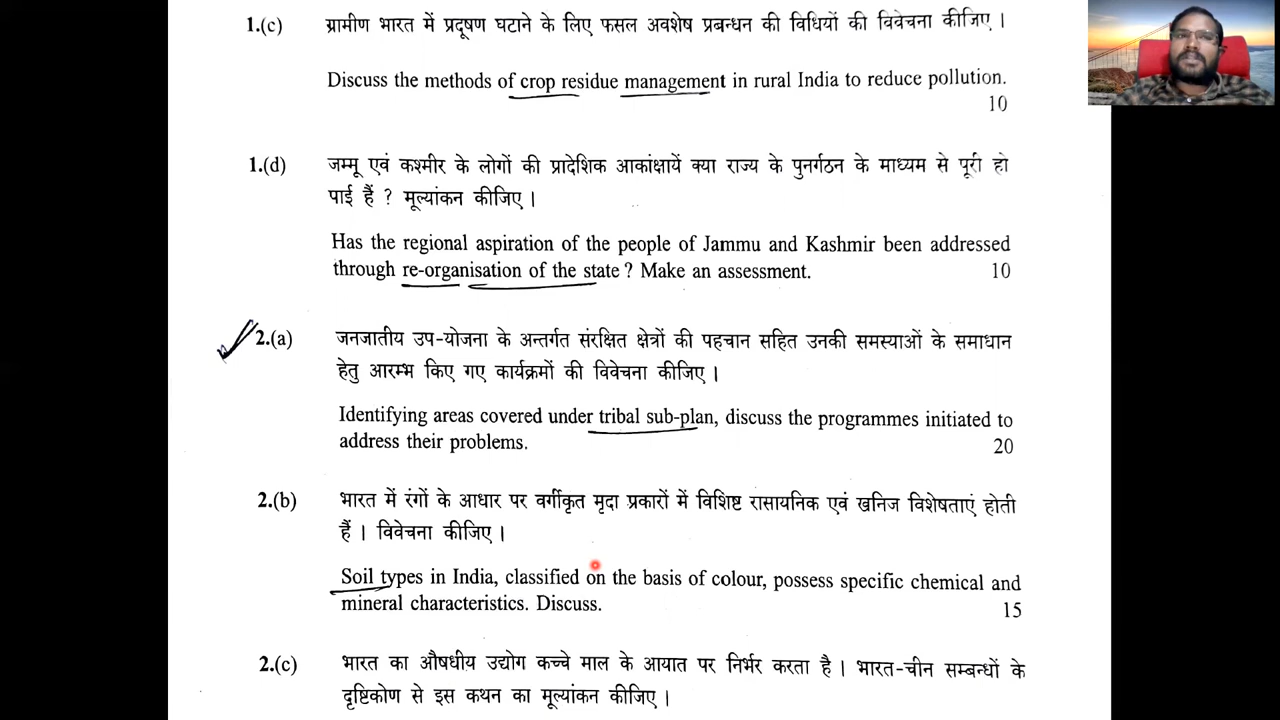 1.(c) ग्रामीण भारत में प्रदूषण घटाने के लिए फसल अवशेष प्रबन्धन की विधियों की विवेचना कीजिए ।
Discuss the methods of crop residue management in rural India to reduce pollution.
10
1.(d) जम्मू एवं कश्मीर के लोगों की प्रादेशिक आकांक्षायें क्या राज्य के पुनर्गठन के माध्यम से पूरी हो
पाई हैं ? मूल्यांकन कीजिए ।
Has the regional aspiration of the people of Jammu and Kashmir been addressed
through re-organisation of the state ? Make an assessment. 10
2.(a) जनजातीय उप-योजना के अन्तर्गत संरक्षित क्षेत्रों की पहचान सहित उनकी समस्याओं के समाधान
हेतु आरम्भ किए गए कार्यक्रमों की विवेचना कीजिए ।
Identifying areas covered under tribal sub-plan, discuss the programmes initiated to
address their problems. 20
2.(b) भारत में रंगों के आधार पर वर्गीकृत मृदा प्रकारों में विशिष्ट रासायनिक एवं खनिज विशेषताएं होती
हैं । विवेचना कीजिए ।
Soil types in India, classified on the basis of colour, possess specific chemical and
mineral characteristics. Discuss. 15
2.(c) भारत का औषधीय उद्योग कच्चे माल के आयात पर निर्भर करता है । भारत-चीन सम्बन्धों के
दृष्टिकोण से इस कथन का मूल्यांकन कीजिए ।